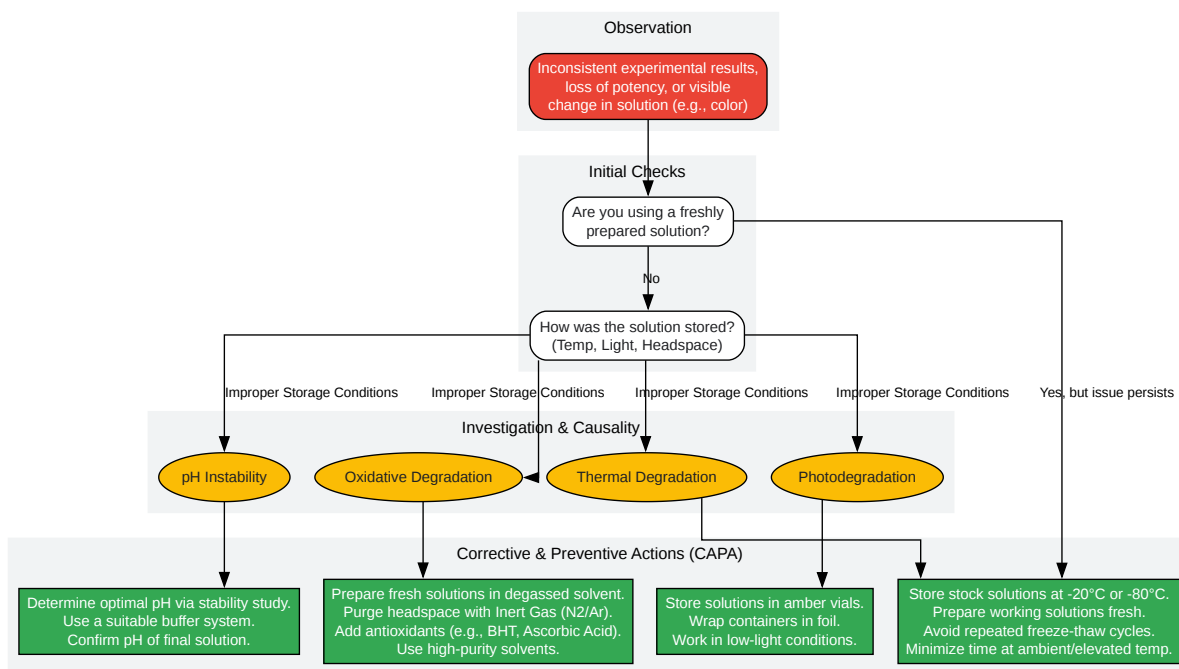 Observation
Inconsistent experimental results,
loss of potency, or visible
change in solution (e.g., color)
Initial Checks
Are you using a freshly
prepared solution?
No
How was the solution stored?
(Temp, Light, Headspace)
Improper Storage Conditions
Improper Storage Conditions
Improper Storage Conditions
Improper Storage Conditions
Yes, but issue persists
Investigation & Causality
pH Instability
Oxidative Degradation
Thermal Degradation
Photodegradation
Corrective & Preventive Actions (CAPA)
Determine optimal pH via stability study.
Use a suitable buffer system.
Confirm pH of final solution.
Prepare fresh solutions in degassed solvent.
Purge headspace with Inert Gas (N2/Ar).
Add antioxidants (e.g., BHT, Ascorbic Acid).
Use high-purity solvents.
Store solutions in amber vials.
Wrap containers in foil.
Work in low-light conditions.
Store stock solutions at -20°C or -80°C.
Prepare working solutions fresh.
Avoid repeated freeze-thaw cycles.
Minimize time at ambient/elevated temp.